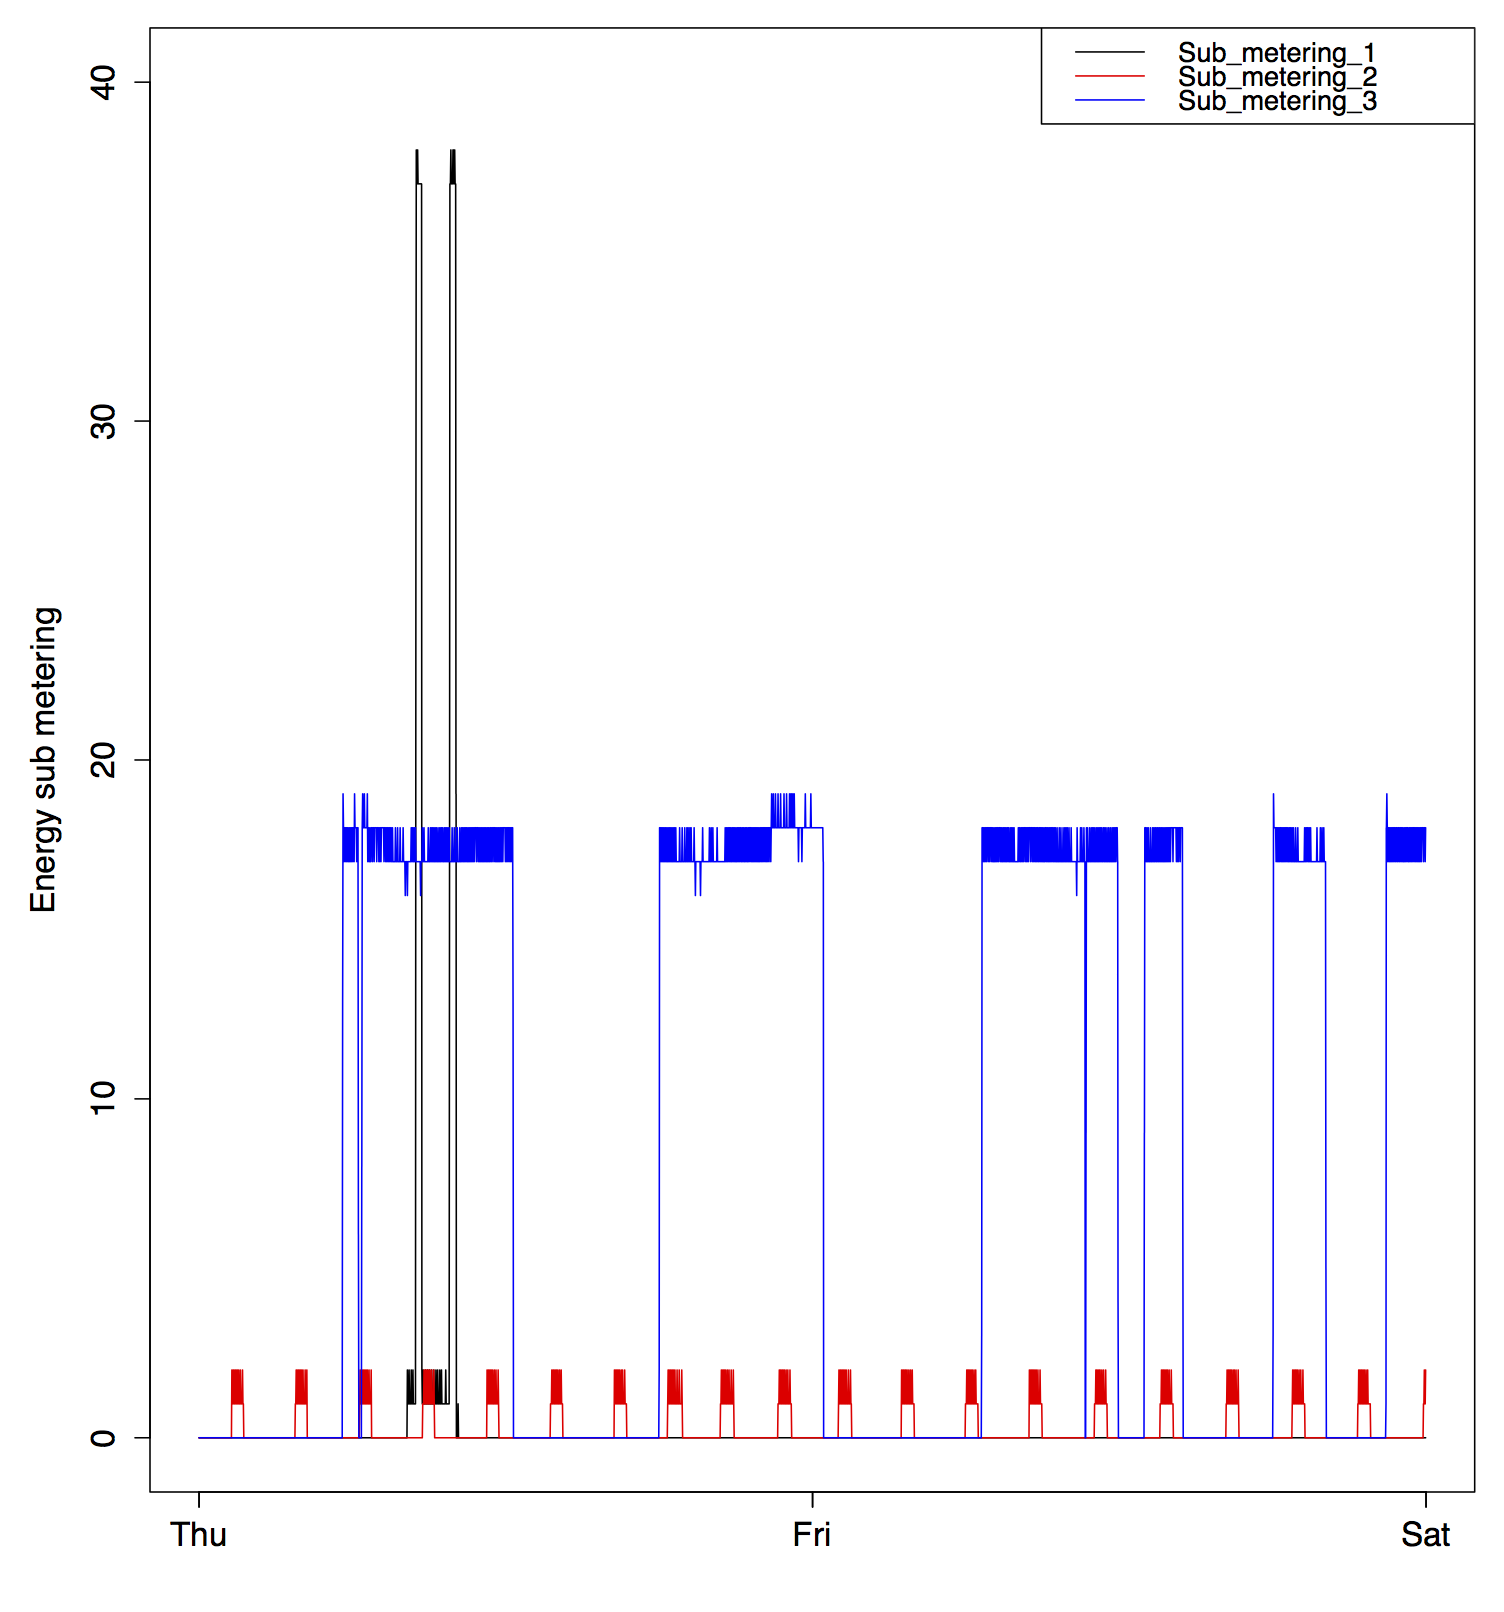 Sub_metering_1
Sub_metering_2
Sub_metering_3
Energy sub metering
40
30
20
10
0
Thu Fri Sat